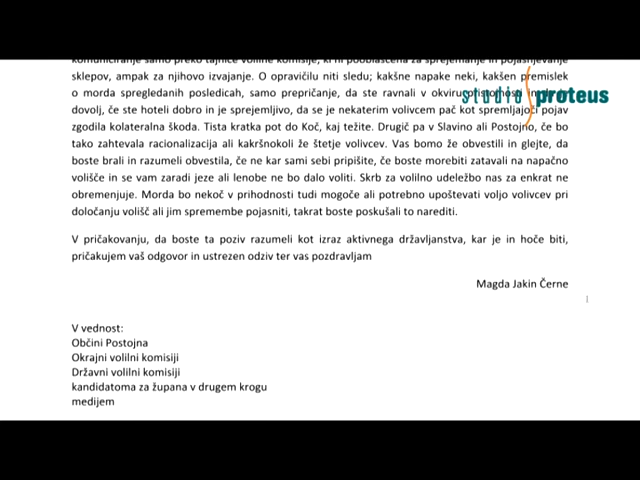 komuniciranje samo preko tajnice volilne komisije, ki ni pooblaščena za sprejemanje in pojasnjevanje
sklepov, ampak za njihovo izvajanje. O opravičilu niti sledu; kakšne napake neki, kakšen premislek
o morda spregledanih posledicah, samo prepričanje, da ste ravnali v okviru pristojnosti in da je
dovolj, če ste hoteli dobro in je sprejemljivo, da se je nekaterim volivcem pač kot spremljajoči pojav
zgodila kolateralna škoda. Tista kratka pot do Koč, kaj težite. Drugič pa v Slavino ali Postojno, če bo
tako zahtevala racionalizacija ali kakršnokoli že štetje volivcev. Vas bomo že obvestili in glejte, da
boste brali in razumeli obvestila, če ne kar sami sebi pripišite, če boste morebiti zatavali na napačno
volišče in se vam zaradi jeze ali lenobe ne bo dalo voliti. Skrb za volilno udeležbo nas za enkrat ne
obremenjuje. Morda bo nekoč v prihodnosti tudi mogoče ali potrebno upoštevati voljo volivcev pri
določanju volišč ali jim spremembe pojasniti, takrat boste poskušali to narediti.
V pričakovanju, da boste ta poziv razumeli kot izraz aktivnega državljanstva, kar je in hoče biti,
pričakujem vaš odgovor in ustrezen odziv ter vas pozdravljam
Magda Jakin Černe
V vednost:
Občini Postojna
Okrajni volilni komisiji
Državni volilni komisiji
kandidatoma za župana v drugem krogu
medijem
studio proteus